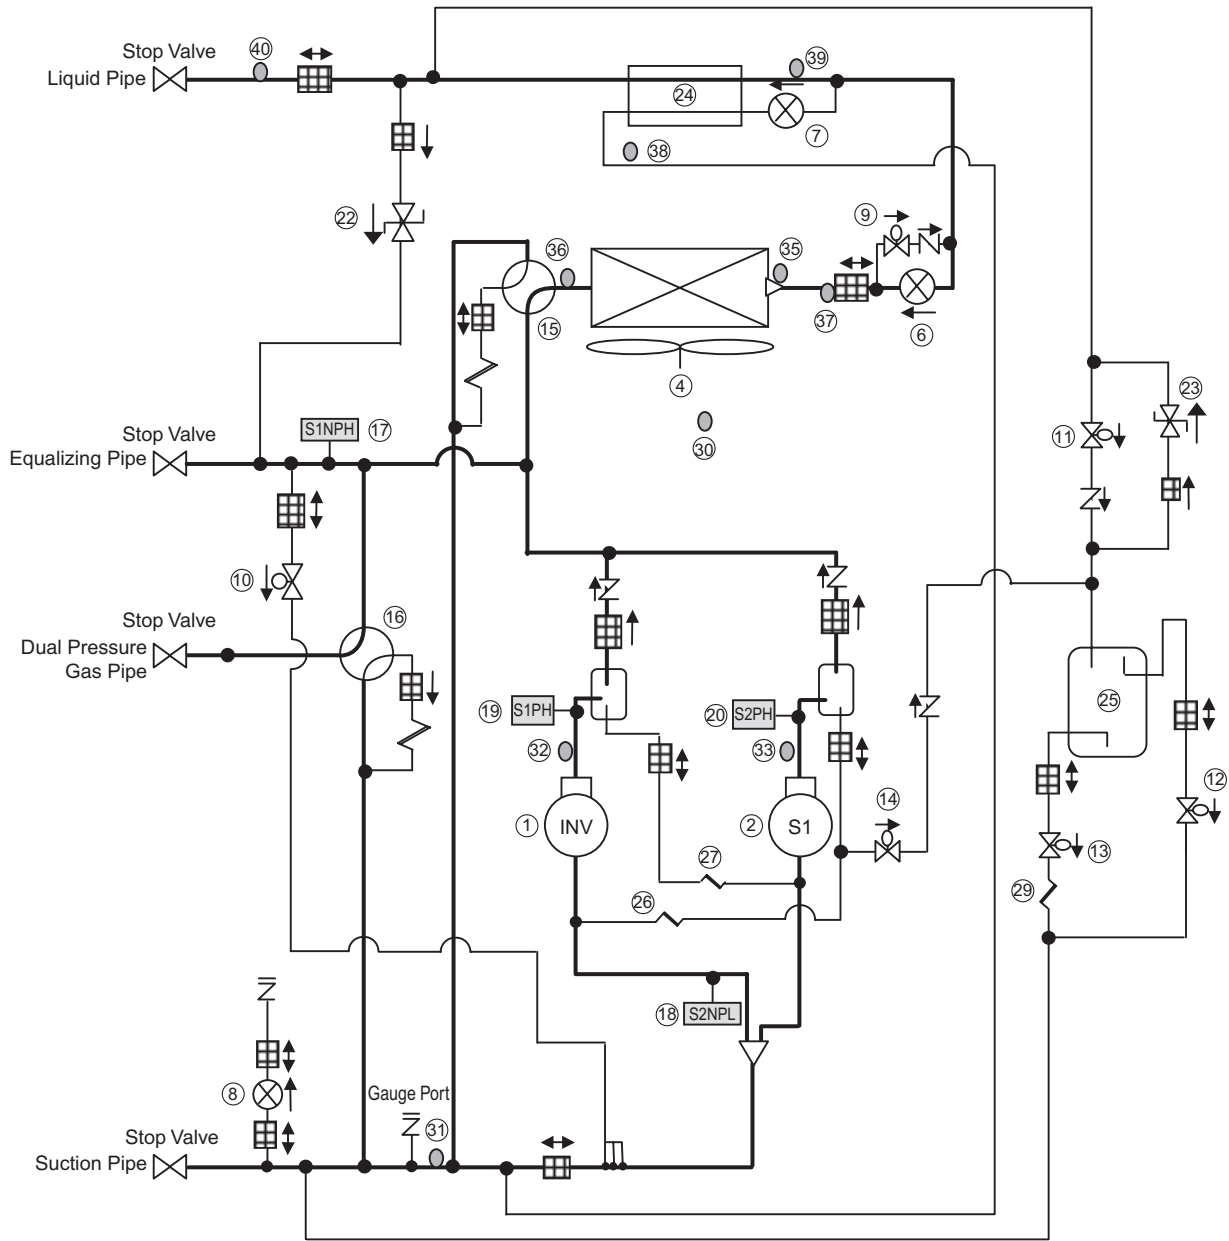 Stop Valve
Liquid Pipe
40
39
24
7
38
22
9
36
35
15
37
6
4
30
23
11
S1NPH
17
Stop Valve
Equalizing Pipe
10
Stop Valve
16
Dual Pressure
Gas Pipe
25
19
S1PH
20
S2PH
32
33
12
14
1
INV
2
S1
13
27
29
26
18
S2NPL
8
Gauge Port
Stop Valve
31
Suction Pipe